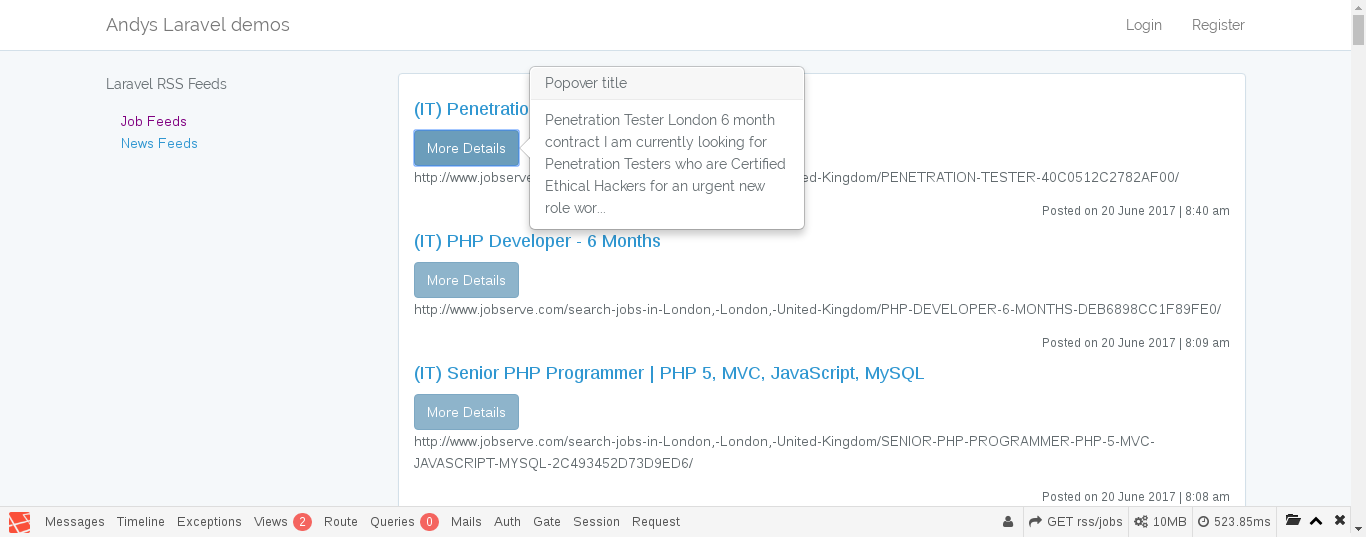 Andys Laravel demos
Login Register
Laravel RSS Feeds
Job Feeds
News Feeds
(IT) Penetratio
More Details
Popover title
Penetration Tester London 6 month
contract I am currently looking for
Penetration Testers who are Certified
Ethical Hackers for an urgent new
role wor...
http://www.jobserve ed-Kingdom/PENETRATION-TESTER-40C0512C2782AF00/
Posted on 20 June 2017 | 8:40 am
(IT) PHP Developer - 6 Months
More Details
http://www.jobserve.com/search-jobs-in-London,-London,-United-Kingdom/PHP-DEVELOPER-6-MONTHS-DEB6898CC1F89FE0/
Posted on 20 June 2017 | 8:09 am
(IT) Senior PHP Programmer | PHP 5, MVC, JavaScript, MySQL
More Details
http://www.jobserve.com/search-jobs-in-London,-London,-United-Kingdom/SENIOR-PHP-PROGRAMMER-PHP-5-MVC-
JAVASCRIPT-MYSQL-2C493452D73D9ED6/
Posted on 20 June 2017 | 8:08 am
Messages Timeline Exceptions Views 2 Route Queries 0 Mails Auth Gate Session Request GET rss/jobs 10MB 523.85ms